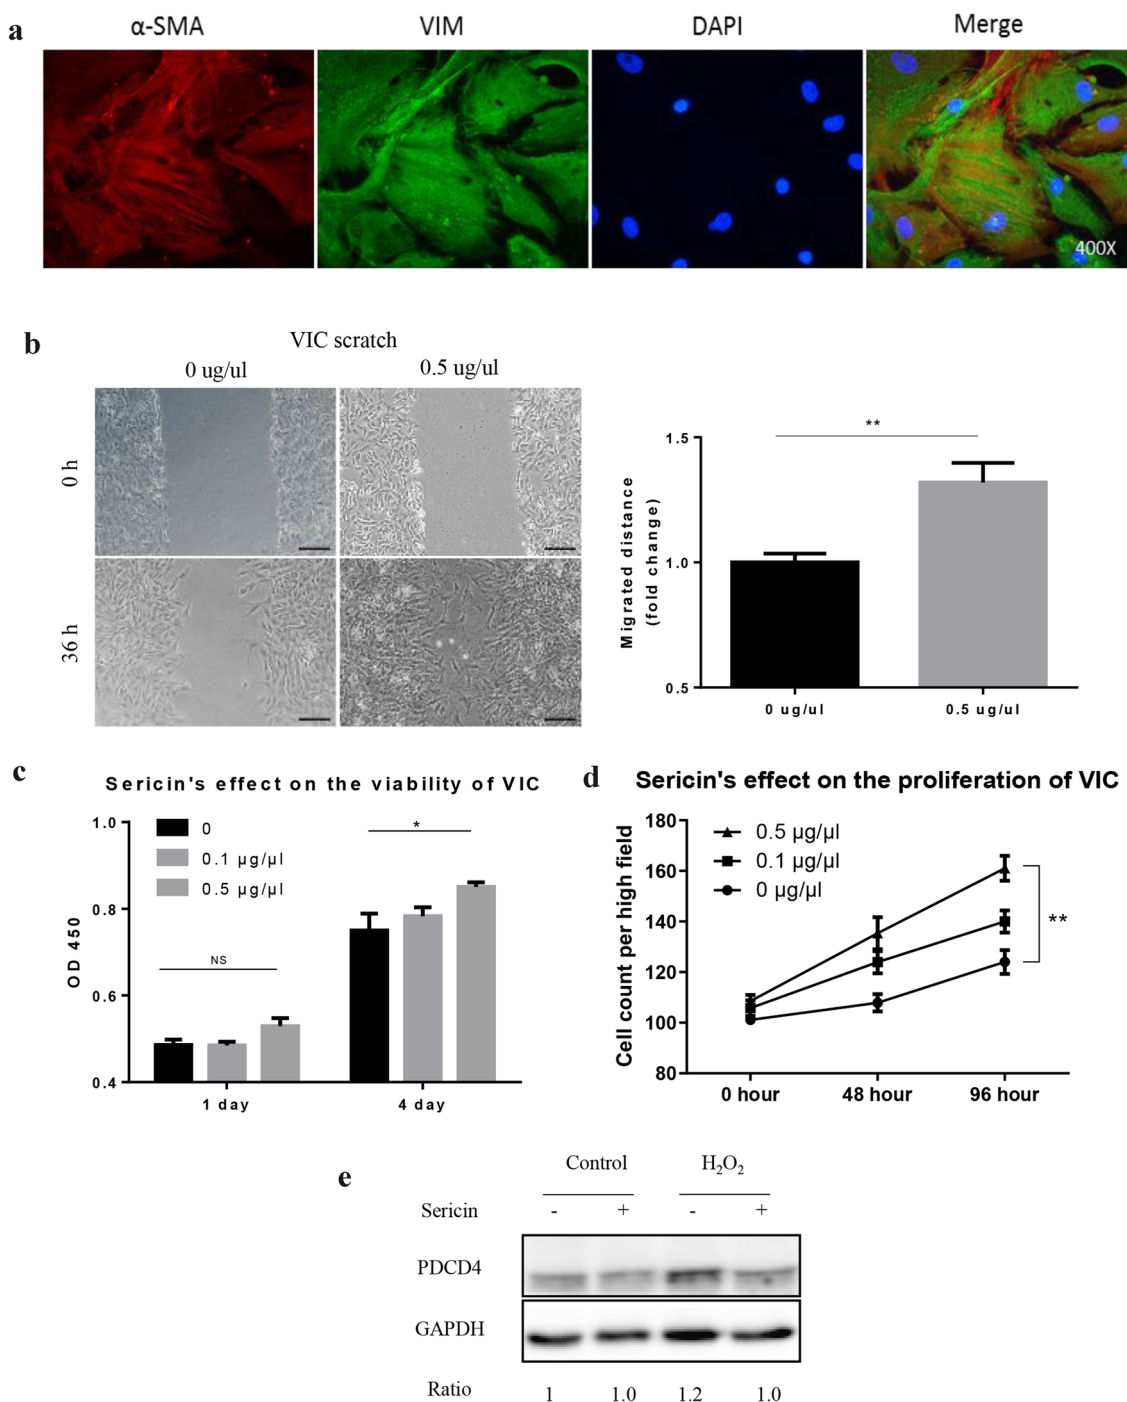 a
α-SMA VIM DAPI Merge
400X
b
VIC scratch
0 ug/ul 0.5 ug/ul
0 h
36 h
**
1.5
1.0
0.5
Migrated distance
(fold change)
0 ug/ul 0.5 ug/ul
c
Sericin's effect on the viability of VIC
1.0
0.8
0.6
0.4
OD 450
0
0.1 µg/µl
0.5 µg/µl
NS
*
1 day 4 day
d
Sericin's effect on the proliferation of VIC
180
160
140
120
100
80
Cell count per high field
0.5 µg/µl
0.1 µg/µl
0 µg/µl
**
0 hour 48 hour 96 hour
e
Control H₂O₂
Sericin - + - +
PDCD4
GAPDH
Ratio 1 1.0 1.2 1.0